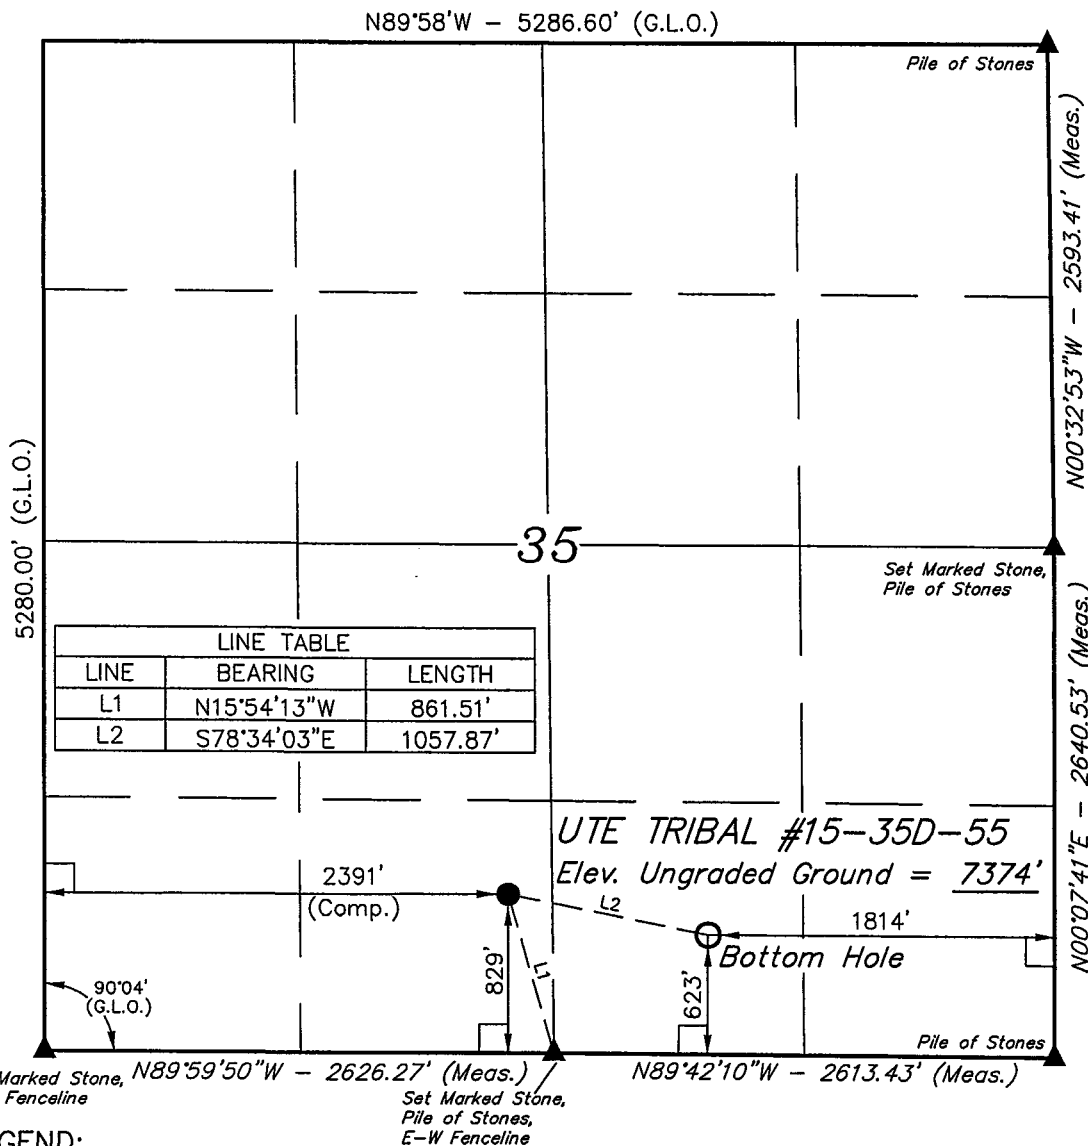 N89°58'W - 5286.60' (G.L.O.)
Pile of Stones
N00°32'53"W - 2593.41' (Meas.)
5280.00' (G.L.O.)
35
Set Marked Stone,
Pile of Stones
LINE TABLE
LINE BEARING LENGTH
L1 N15°54'13"W 861.51'
L2 S78°34'03"E 1057.87'
N00°07'41"E - 2640.53' (Meas.)
UTE TRIBAL #15-35D-55
Elev. Ungraded Ground = 7374'
2391'
(Comp.)
L2
1814'
Bottom Hole
829'
L1
623'
90°04'
(G.L.O.)
Pile of Stones
Marked Stone,
Fenceline
N89°59'50"W - 2626.27' (Meas.)
N89°42'10"W - 2613.43' (Meas.)
Set Marked Stone,
Pile of Stones,
E-W Fenceline
GEND: